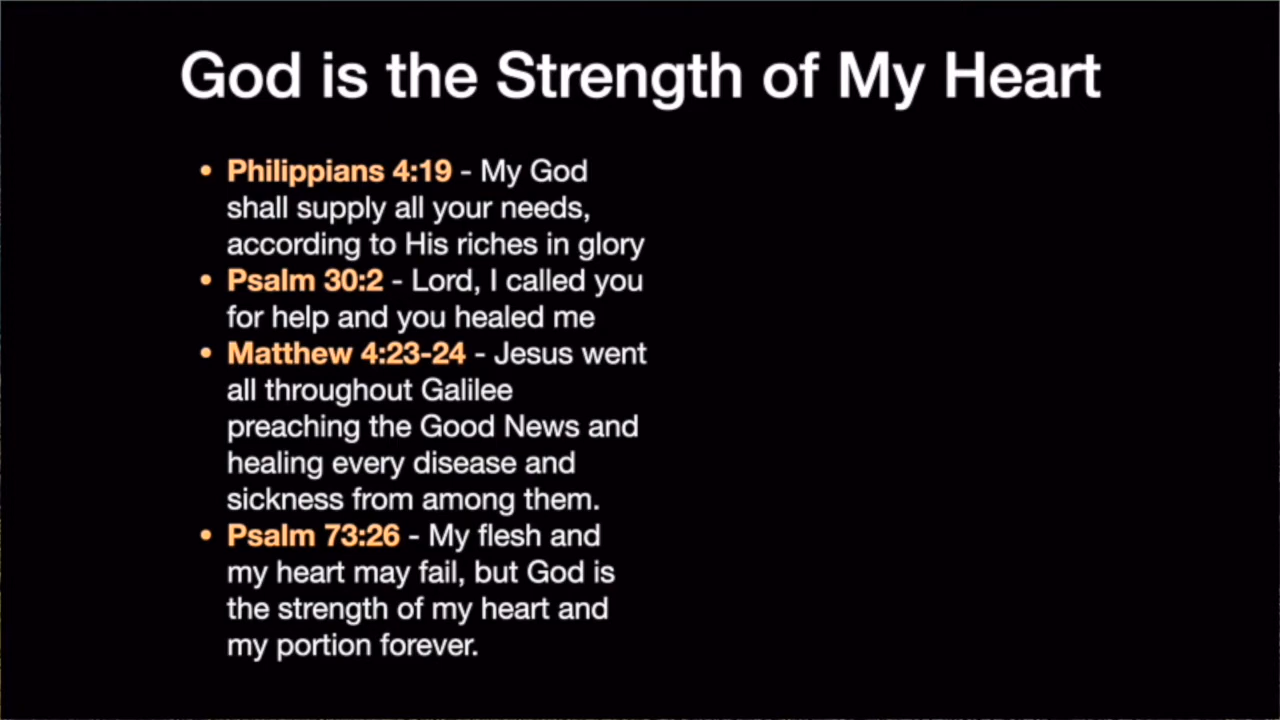 God is the Strength of My Heart
• Philippians 4:19 - My God
shall supply all your needs,
according to His riches in glory
• Psalm 30:2 - Lord, I called you
for help and you healed me
• Matthew 4:23-24 - Jesus went
all throughout Galilee
preaching the Good News and
healing every disease and
sickness from among them.
• Psalm 73:26 - My flesh and
my heart may fail, but God is
the strength of my heart and
my portion forever.